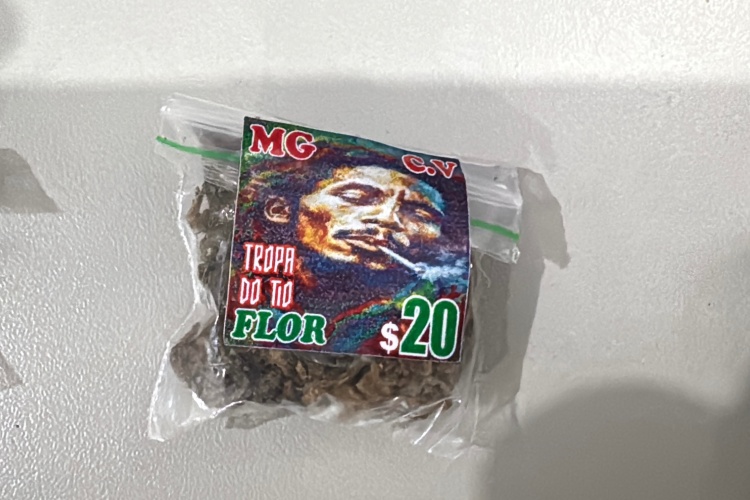 MG
C.V
TROPA
DO TIO
FLOR
$20